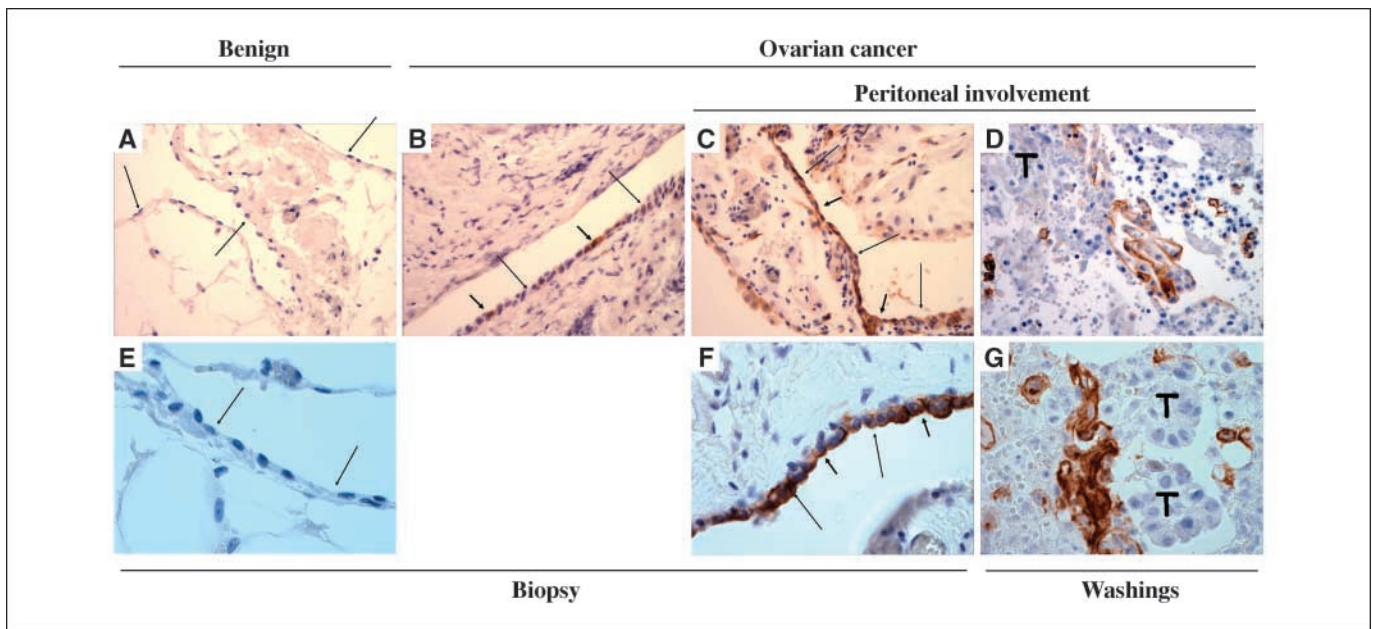 Benign Ovarian cancer
Peritoneal involvement
A B C D
T
E F G
T
T
Biopsy Washings